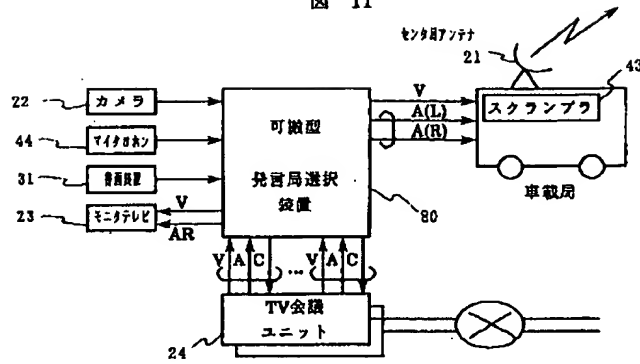 図 11
センタ局アンテナ
21
43
22
カメラ
V
スクランブラ
A(L)
44
マイクロホン
可搬型
A(R)
31
書画装置
発言局選択
装置
車載局
23
モニタテレビ
V
AR
80
V A C … V A C
TV会議
ユニット
24